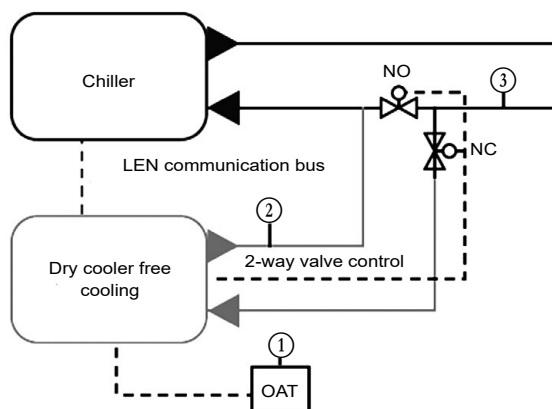 Chiller
NO
3
LEN communication bus
NC
2
Dry cooler free
cooling
2-way valve control
1
OAT